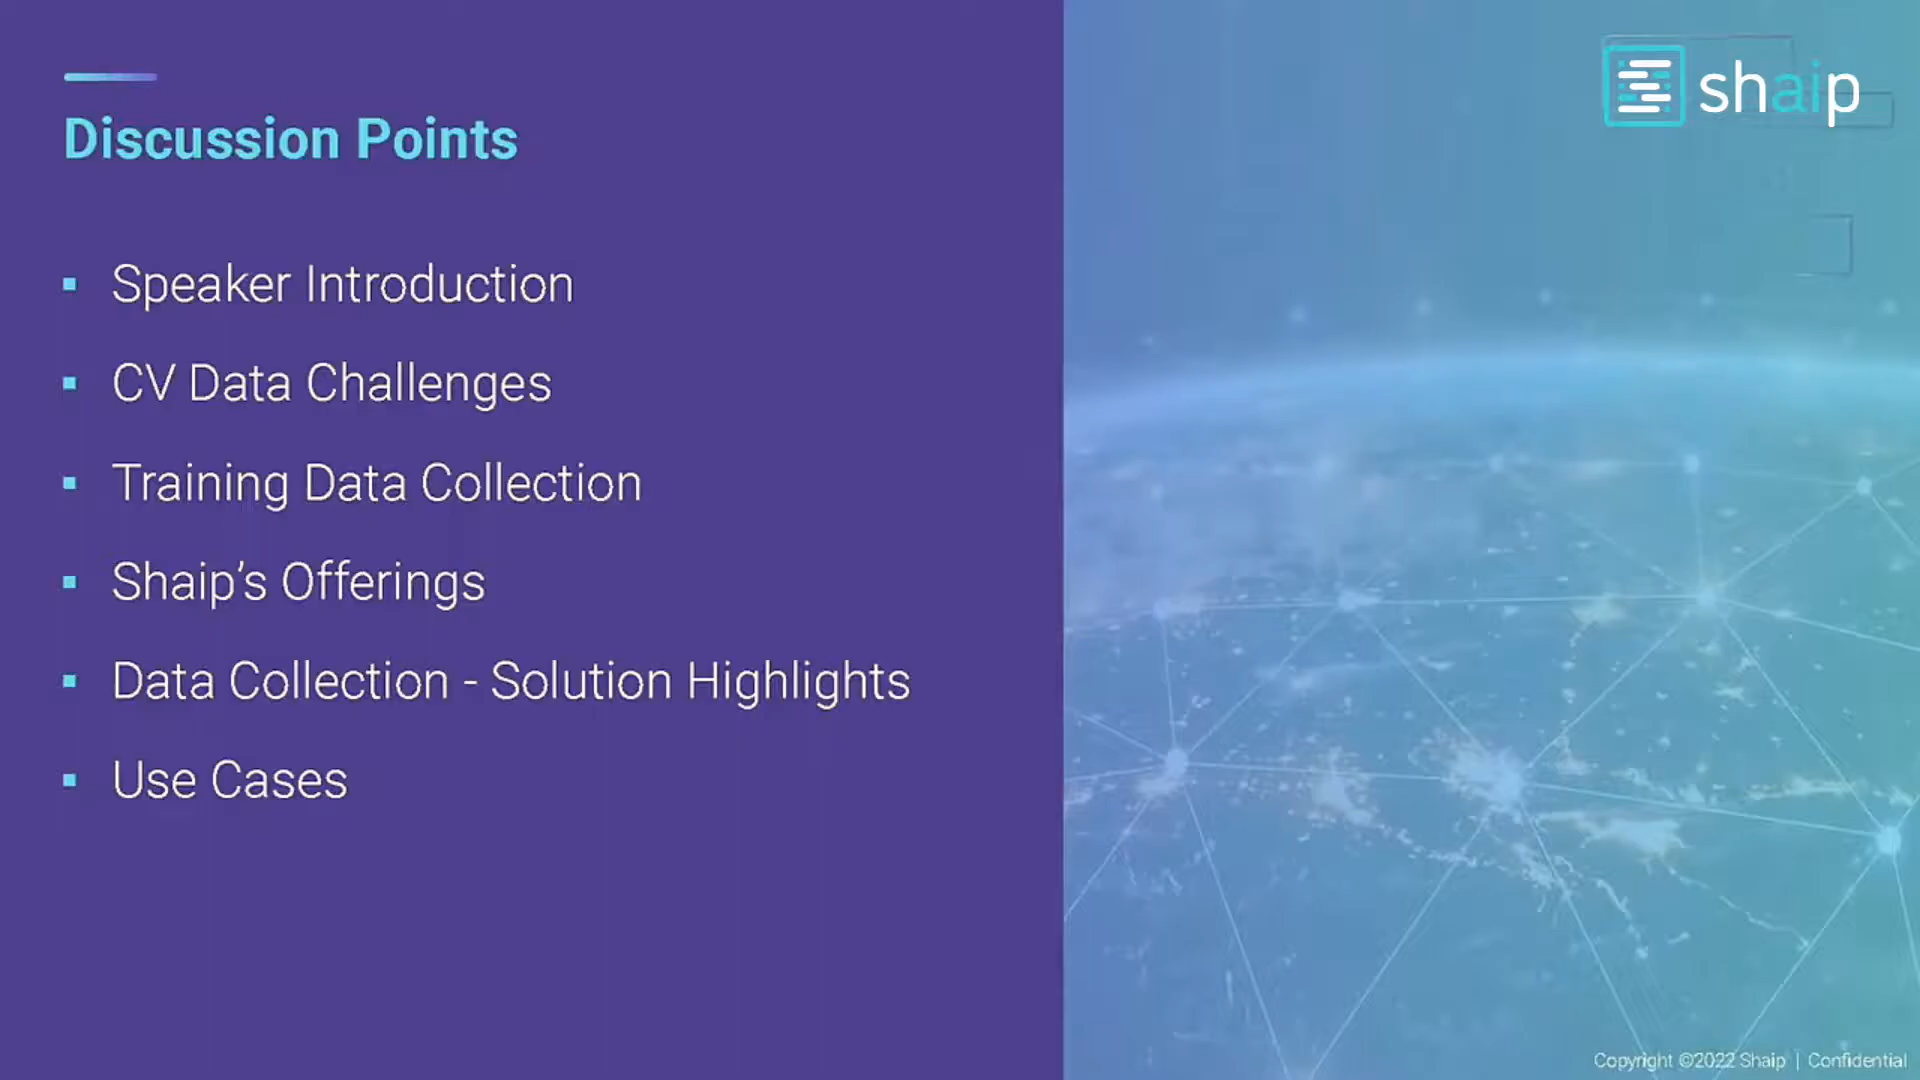 shaip
Discussion Points
Speaker Introduction
CV Data Challenges
Training Data Collection
Shaip’s Offerings
Data Collection - Solution Highlights
Use Cases
Copyright ©2022 Shaip | Confidential